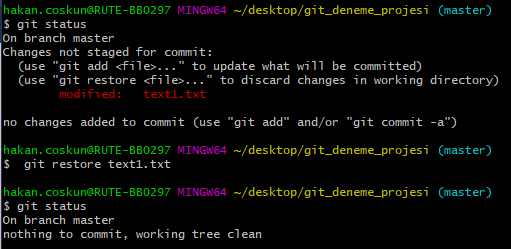 hakan.coskun@RUTE-BB0297 MINGW64 ~/desktop/git_deneme_projesi (master)
$ git status
On branch master
Changes not staged for commit:
  (use "git add <file>..." to update what will be committed)
  (use "git restore <file>..." to discard changes in working directory)
        modified:   text1.txt

no changes added to commit (use "git add" and/or "git commit -a")

hakan.coskun@RUTE-BB0297 MINGW64 ~/desktop/git_deneme_projesi (master)
$  git restore text1.txt

hakan.coskun@RUTE-BB0297 MINGW64 ~/desktop/git_deneme_projesi (master)
$ git status
On branch master
nothing to commit, working tree clean